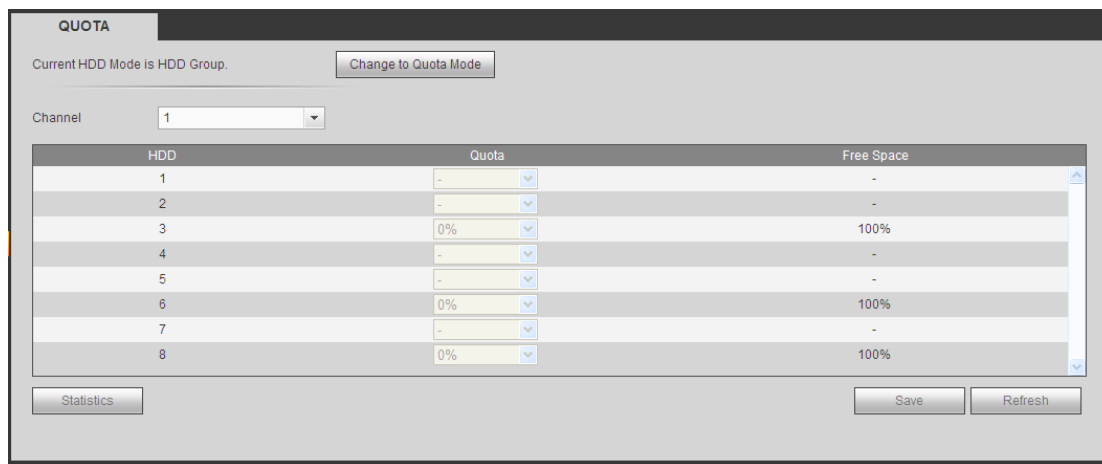 QUOTA
Current HDD Mode is HDD Group. Change to Quota Mode
Channel 1
HDD Quota Free Space
1 - -
2 - -
3 0% 100%
4 - -
5 - -
6 0% 100%
7 - -
8 0% 100%
Statistics Save Refresh